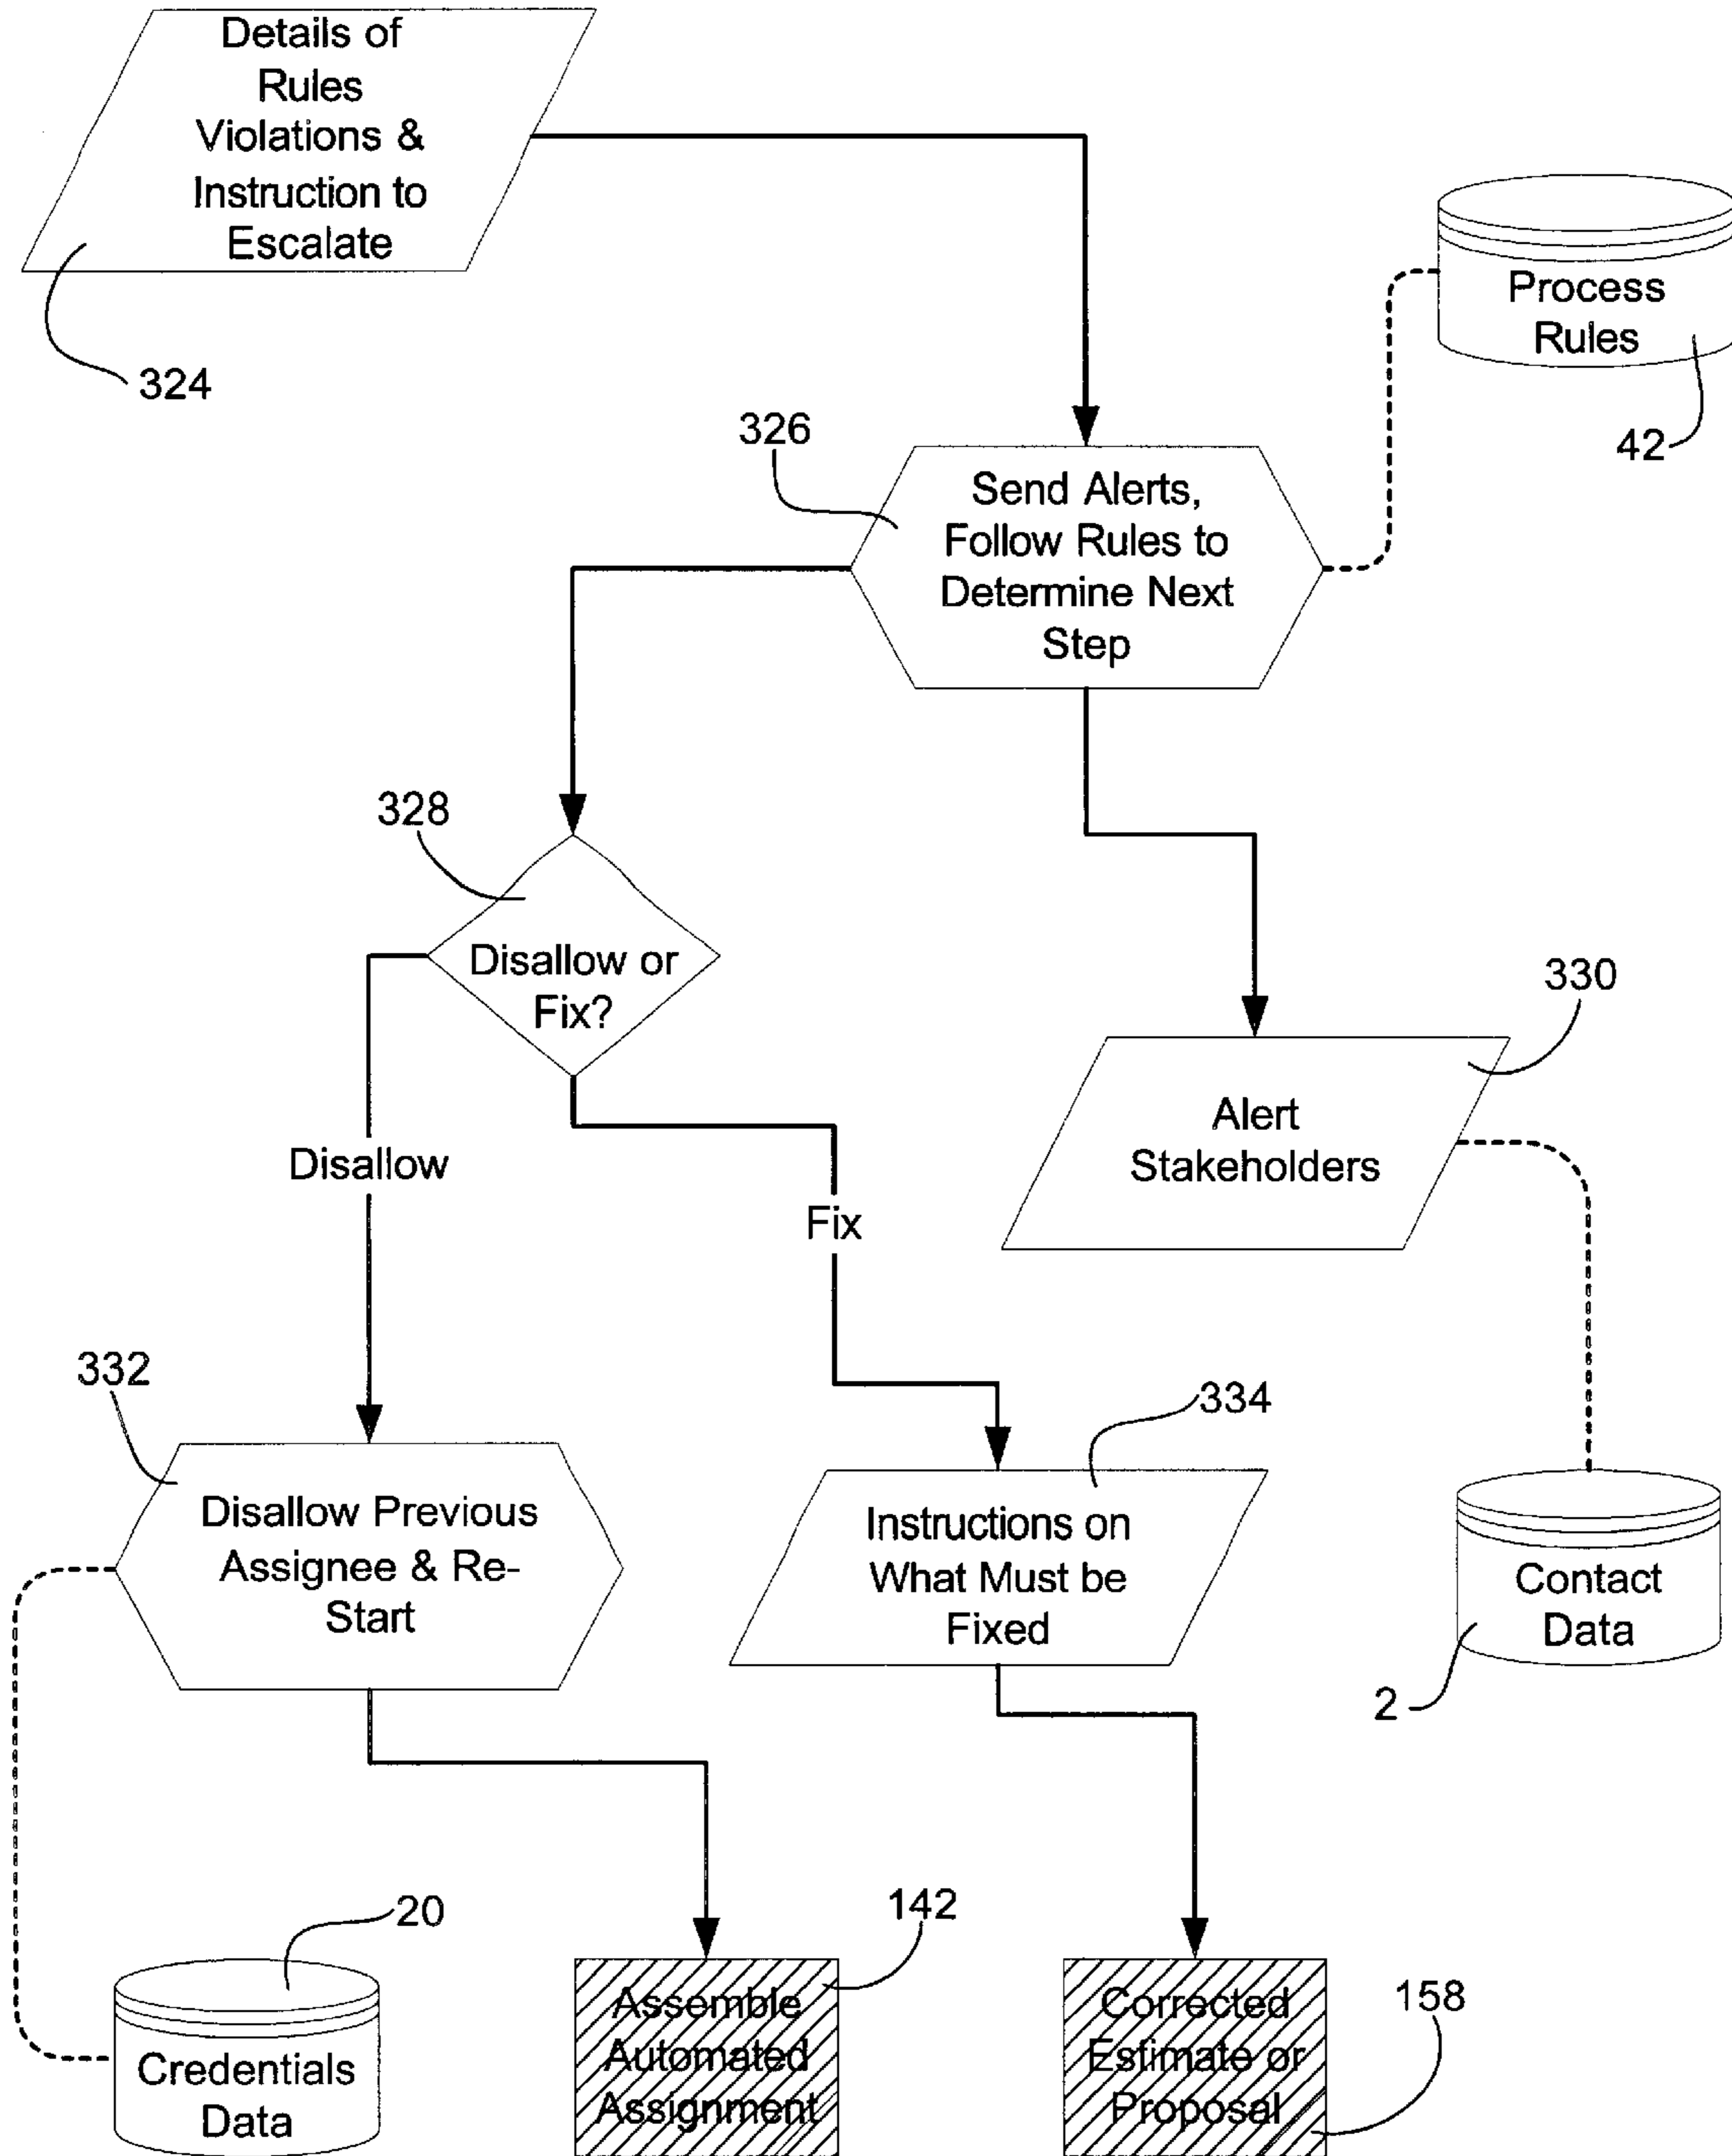 Details of
Rules
Violations &
Instruction to
Escalate
324
Process
Rules
42
326
Send Alerts,
Follow Rules to
Determine Next
Step
328
Disallow or
Fix?
330
Alert
Stakeholders
Disallow
Fix
332
Disallow Previous
Assignee & Re-
Start
334
Instructions on
What Must be
Fixed
Contact
Data
2
20
Credentials
Data
142
Assemble
Automated
Assignment
158
Corrected
Estimate or
Proposal